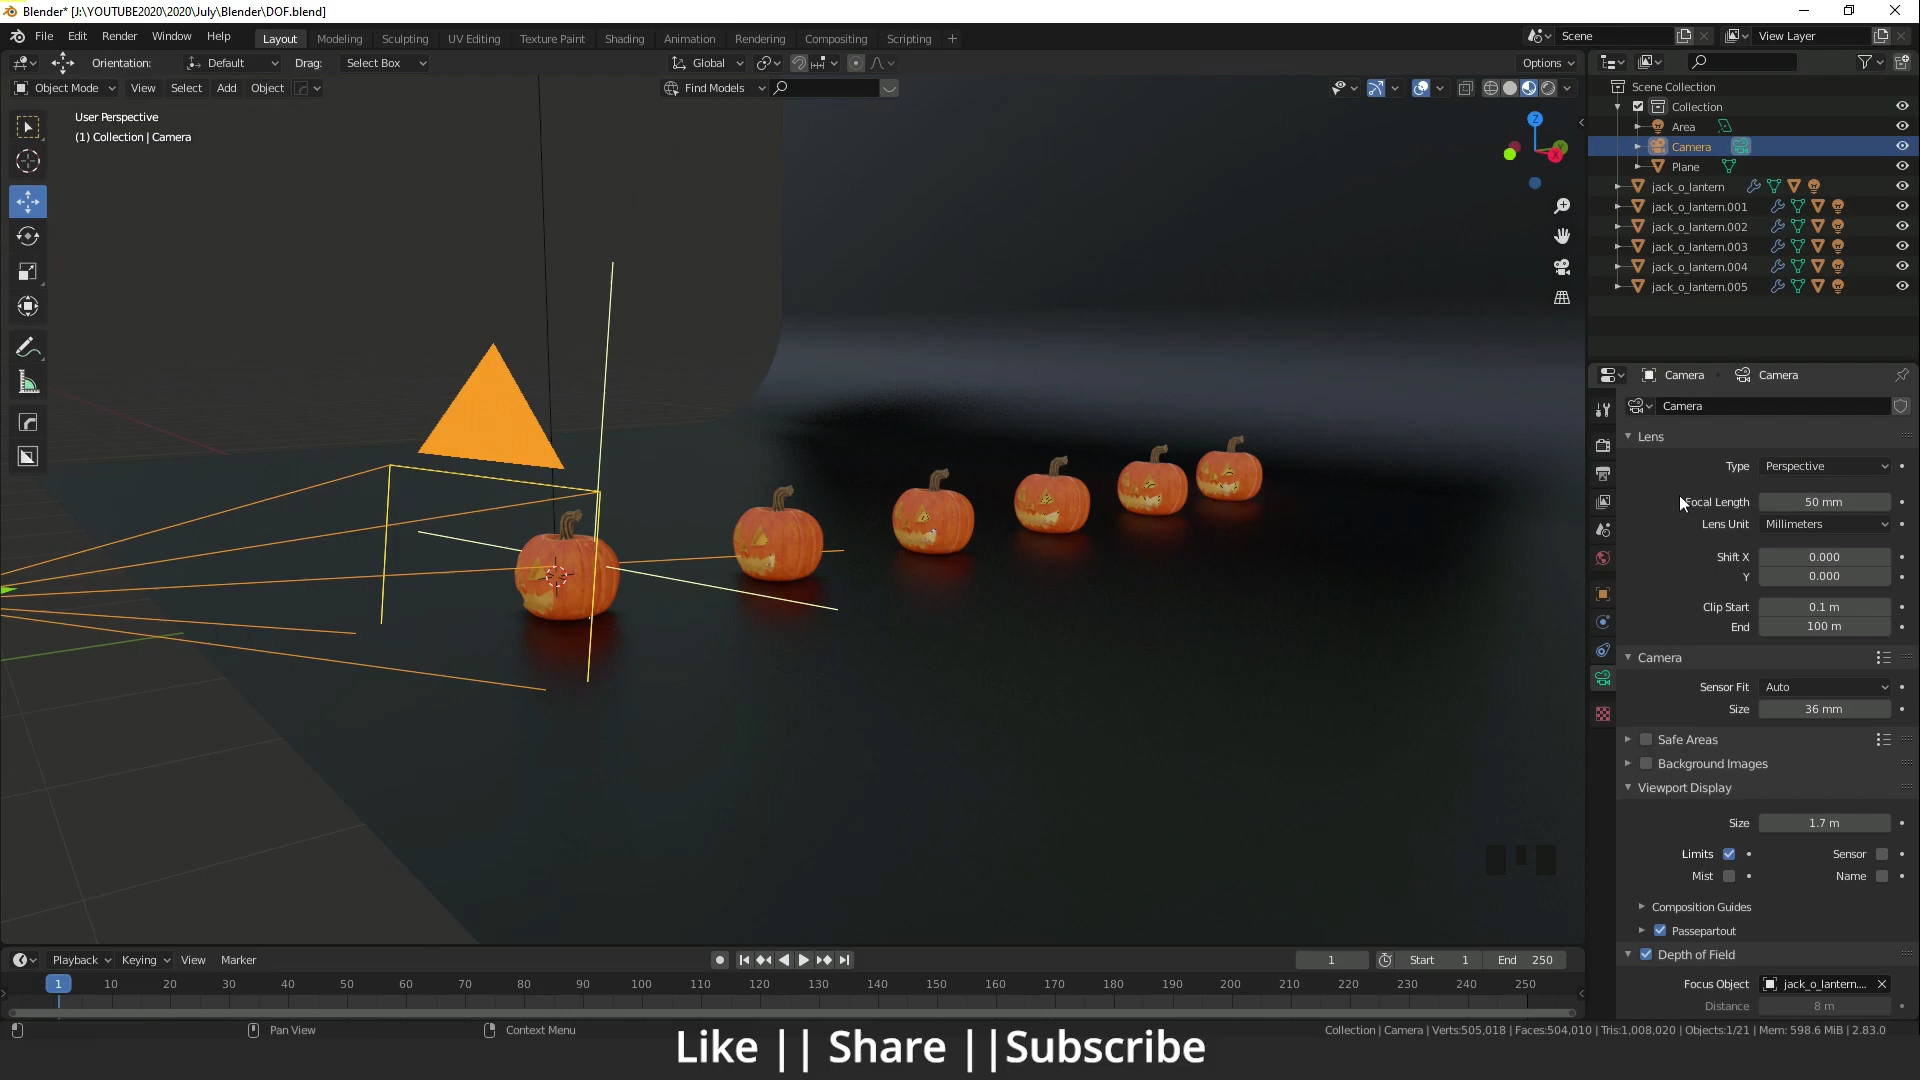 Blender* [J:\YOUTUBE2020\2020\July\Blender\DOF.blend]
File Edit Render Window Help Layout Modeling Sculpting UV Editing Texture Paint Shading Animation Rendering Compositing Scripting + Scene View Layer
Orientation: Default Drag: Select Box Global Options
Object Mode View Select Add Object Find Models
User Perspective
(1) Collection | Camera
Z
Scene Collection
Collection
Area
Camera
Plane
jack_o_lantern
jack_o_lantern.001
jack_o_lantern.002
jack_o_lantern.003
jack_o_lantern.004
jack_o_lantern.005
Camera Camera
Camera
Lens
Type Perspective
Focal Length 50 mm
Lens Unit Millimeters
Shift X 0.000
Y 0.000
Clip Start 0.1 m
End 100 m
Camera
Sensor Fit Auto
Size 36 mm
Safe Areas
Background Images
Viewport Display
Size 1.7 m
Limits Sensor
Mist Name
Composition Guides
Passepartout
Depth of Field
Focus Object jack_o_lantern....
Distance 8 m
Playback Keying View Marker 1 Start 1 End 250
1 10 20 30 40 50 60 70 80 90 100 110 120 130 140 150 160 170 180 190 200 210 220 230 240 250
Pan View Context Menu Collection | Camera | Verts:505,018 | Faces:504,010 | Tris:1,008,020 | Objects:1/21 | Mem: 598.6 MiB | 2.83.0
Like || Share ||Subscribe